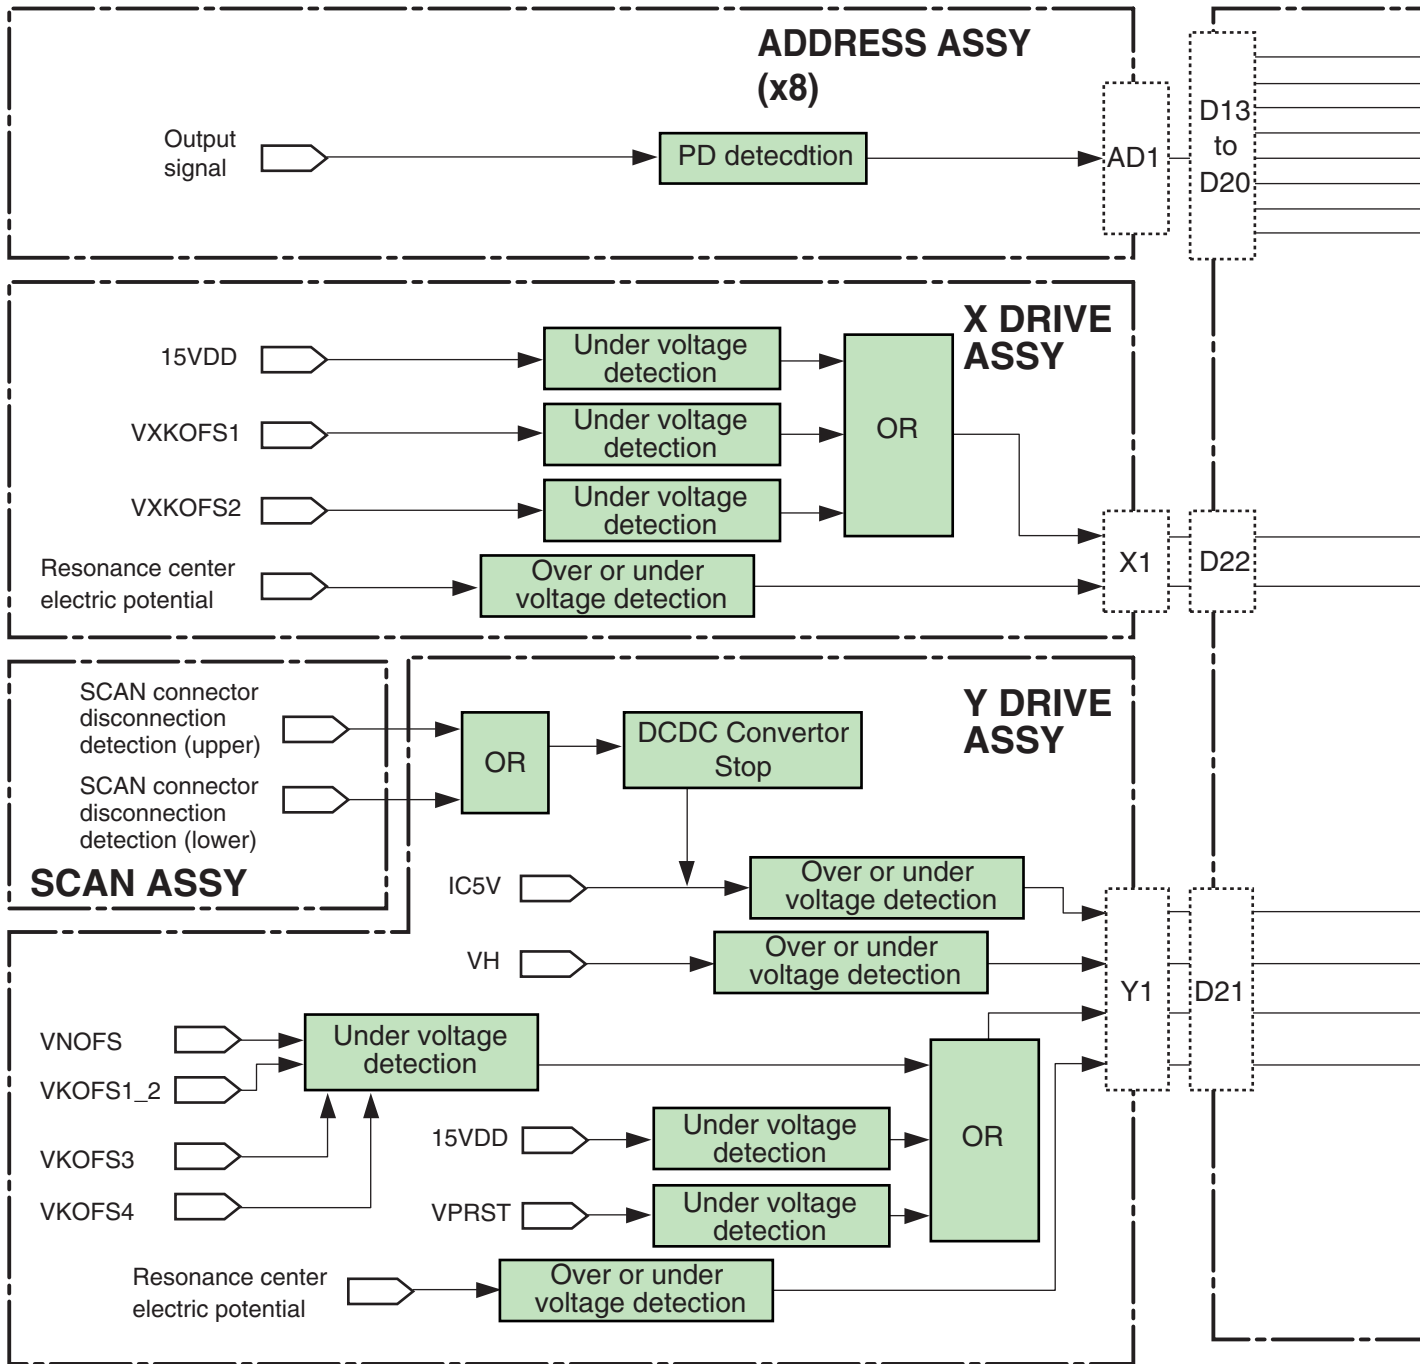 ADDRESS ASSY
(x8)
Output
signal
PD detecdtion
AD1
D13
to
D20
X DRIVE
ASSY
15VDD
Under voltage
detection
VXKOFS1
Under voltage
detection
OR
VXKOFS2
Under voltage
detection
Resonance center
electric potential
Over or under
voltage detection
X1
D22
SCAN connector
disconnection
detection (upper)
SCAN connector
disconnection
detection (lower)
SCAN ASSY
Y DRIVE
ASSY
OR
DCDC Convertor
Stop
IC5V
Over or under
voltage detection
VH
Over or under
voltage detection
Y1
D21
VNOFS
Under voltage
detection
VKOFS1_2
VKOFS3
VKOFS4
15VDD
Under voltage
detection
OR
VPRST
Under voltage
detection
Resonance center
electric potential
Over or under
voltage detection